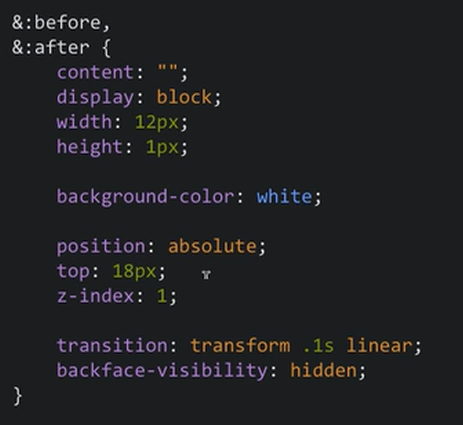 &:before,
&:after {
content: "";
display: block;
width: 12px;
height: 1px;
background-color: white;
position: absolute;
top: 18px;
z-index: 1;
transition: transform .1s linear;
backface-visibility: hidden;
}